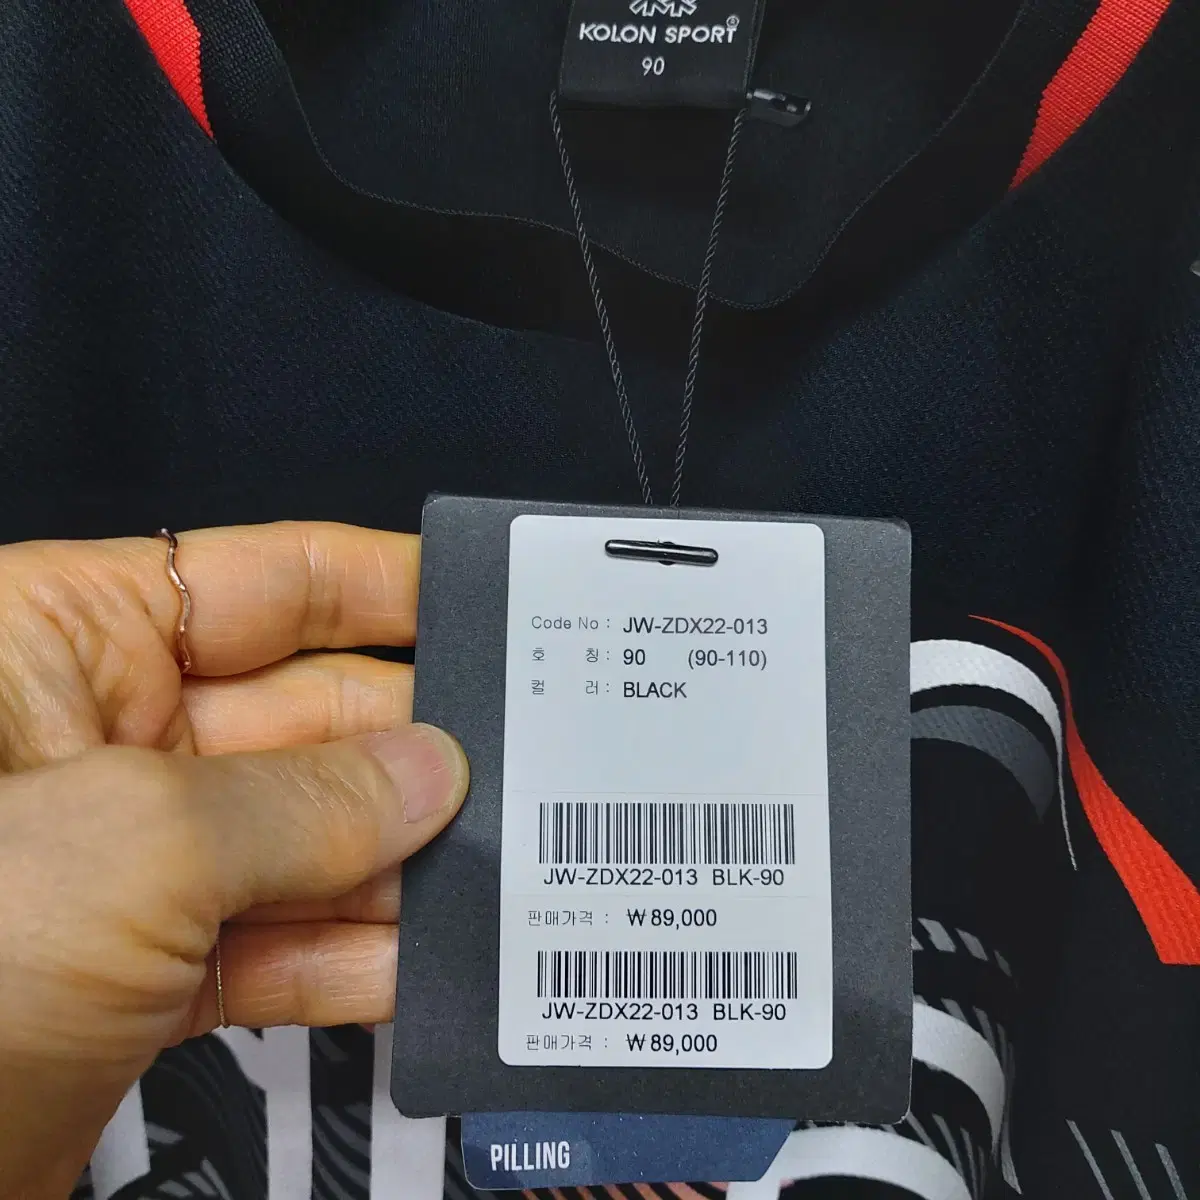 KOLON SPORT®
90
Code No : JW-ZDX22-013
호 칭 : 90 (90-110)
컬 러 : BLACK
JW-ZDX22-013 BLK-90
판매가격 : ₩89,000
JW-ZDX22-013 BLK-90
판매가격 : ₩89,000
PILLING